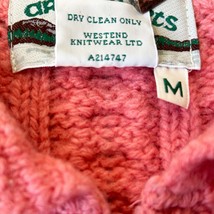 DRY CLEAN ONLY
WESTEND
KNITWEAR LTD
A214747
M